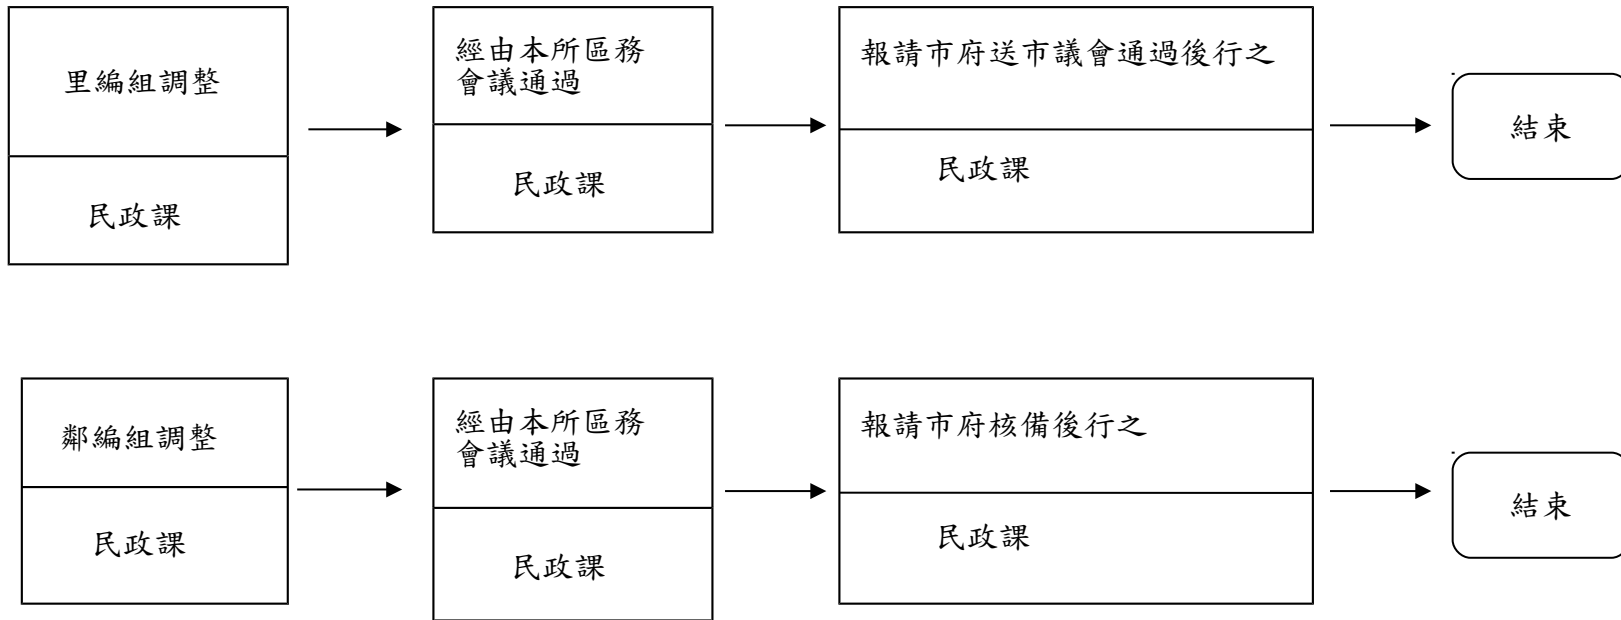 里編組調整
民政課
經由本所區務
會議通過
民政課
報請市府送市議會通過後行之
民政課
結束
鄰編組調整
民政課
經由本所區務
會議通過
民政課
報請市府核備後行之
民政課
結束